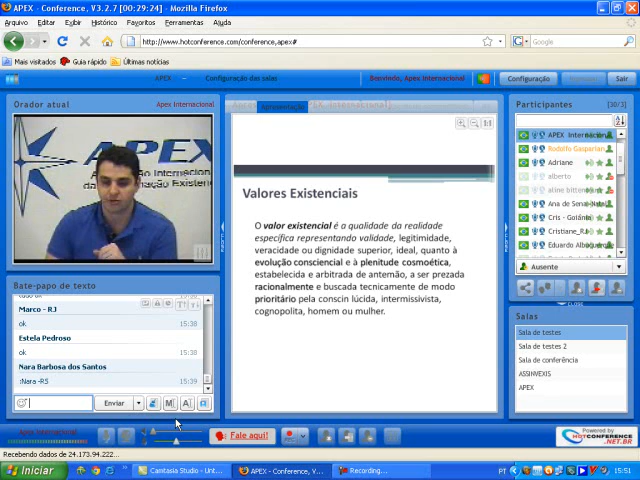 APEX - Conference, V3.2.7 [00:29:24] - Mozilla Firefox
Arquivo Editar Exibir Histórico Favoritos Ferramentas Ajuda
http://www.hotconference.com/conference,apex#
Google
Mais visitados Guia rápido Últimas notícias
APEX — Configuração das salas
Benvindo, Apex Internacional
Configuração
Sair
Orador atual
Apex Internacional
APEX
Apresentação
Valores Existenciais
O valor existencial é a qualidade da realidade
específica representando validade, legitimidade,
veracidade ou dignidade superior, ideal, quanto à
evolução consciencial e à plenitude cosmoética,
estabelecida e arbitrada de antemão, a ser prezada
racionalmente e buscada tecnicamente de modo
prioritário pela conscin lúcida, intermissivista,
cognopolita, homem ou mulher.
Participantes
[30/3]
APEX Internacion
Rodolfo Gasparian
Adriane
alberto
aline bittenc
Ana de Sena-Natal
Cris - Goiânia
Cristiane_RJ
Eduardo Albuquerque
Ausente
CLOSE
Salas
Sala de testes
Sala de testes 2
Sala de conferência
ASSINVEXIS
APEX
Bate-papo de texto
Marco - RJ
ok 15:38
Estela Pedroso
ok 15:38
Nara Barbosa dos Santos
:Nara -RS 15:39
Enviar
Apex Internacional
Fale aqui!
Powered by
HOTCONFERENCE
.NET.BR
Recebendo dados de 24.173.94.222...
Iniciar
Camtasia Studio - Unt...
APEX - Conference, V...
Recording...
PT
15:51